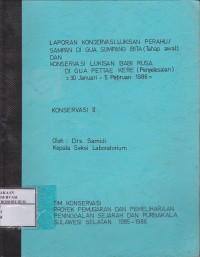 LAPORAN KONSERVASI LUKISAN PERAHU/
SAMPAN DI GUA SUMPANG BITA (Tahap awal)
DAN
KONSERVASI LUKISAN BABI RUSA
DI GUA PETTAE KERE (Penyelesaian)
= 30 Januari - 11 Pebruari 1986 =
KONSERVASI II
Oleh : Drs. Samidi
Kepala Seksi Laboratorium
TIM KONSERVASI
PROYEK PEMUGARAN DAN PEMELIHARAAN
PENINGGALAN SEJARAH DAN PURBAKALA
SULAWESI SELATAN 1985-1986